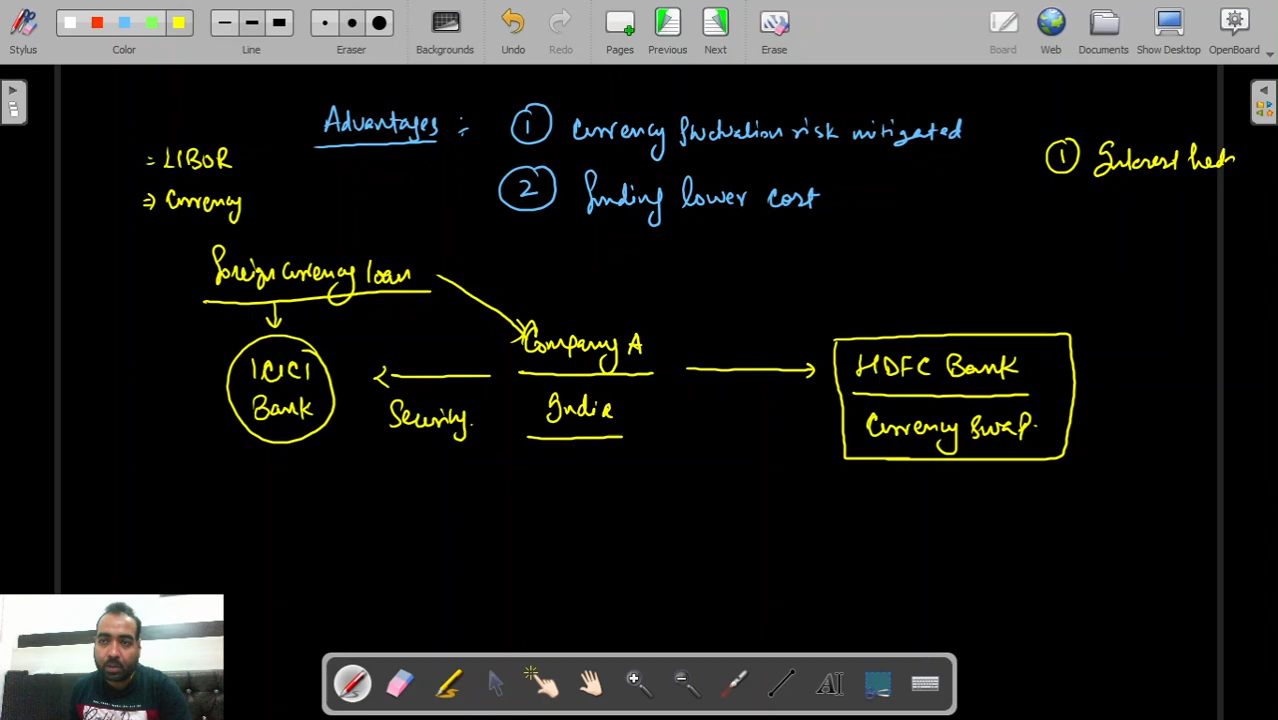 Stylus
Color
Line
Eraser
Backgrounds
Undo
Redo
Pages
Previous
Next
Erase
Board
Web
Documents
Show Desktop
OpenBoard
Advantages :- 1 Currency fluctuation risk mitigated
2 funding lower cost
= LIBOR
⇒ Currency
1 Interest
foreign currency loan
ICICI
Bank
Security.
Company A
India
HDFC Bank
Currency Swap.